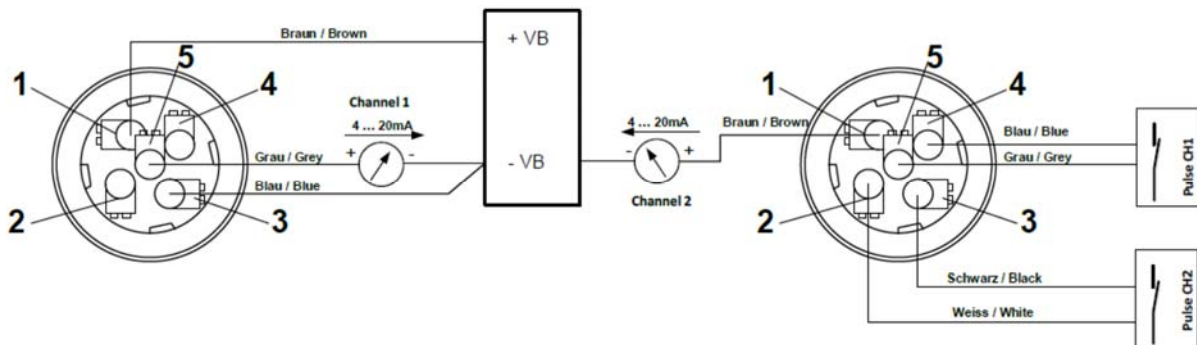 Braun / Brown
+ VB
5
1
4
Channel 1
4 ... 20mA
+ -
Grau / Grey
- VB
Blau / Blue
2
3
4 ... 20mA
Braun / Brown
- +
Channel 2
5
1
4
Blau / Blue
Grau / Grey
Pulse CH1
2
3
Schwarz / Black
Weiss / White
Pulse CH2